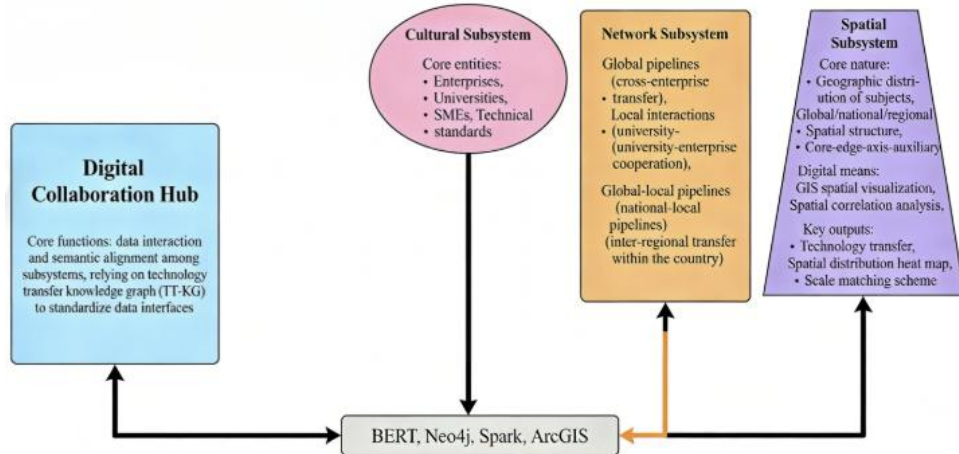 Digital
Collaboration Hub
Core functions: data interaction
and semantic alignment among
subsystems, relying on technology
transfer knowledge graph (TT-KG)
to standardize data interfaces
Cultural Subsystem
Core entities:
• Enterprises,
Universities,
• SMEs, Technical
standards
Network Subsystem
Global pipelines
(cross-enterprise
• transfer),
Local interactions
• (university-
(university-enterprise
cooperation),
Global-local pipelines
(national-local
pipelines)
(inter-regional transfer
within the country)
Spatial
Subsystem
Core nature:
• Geographic distri-
ution of subjects,
Global/national/regional
• Spatial structure,
• Core-edge-axis-auxiliary
Digital means:
GIS spatial visualization,
Spatial correlation analysis,
Key outputs:
• Technology transfer,
Spatial distribution heat map,
• Scale matching scheme
BERT, Neo4j, Spark, ArcGIS